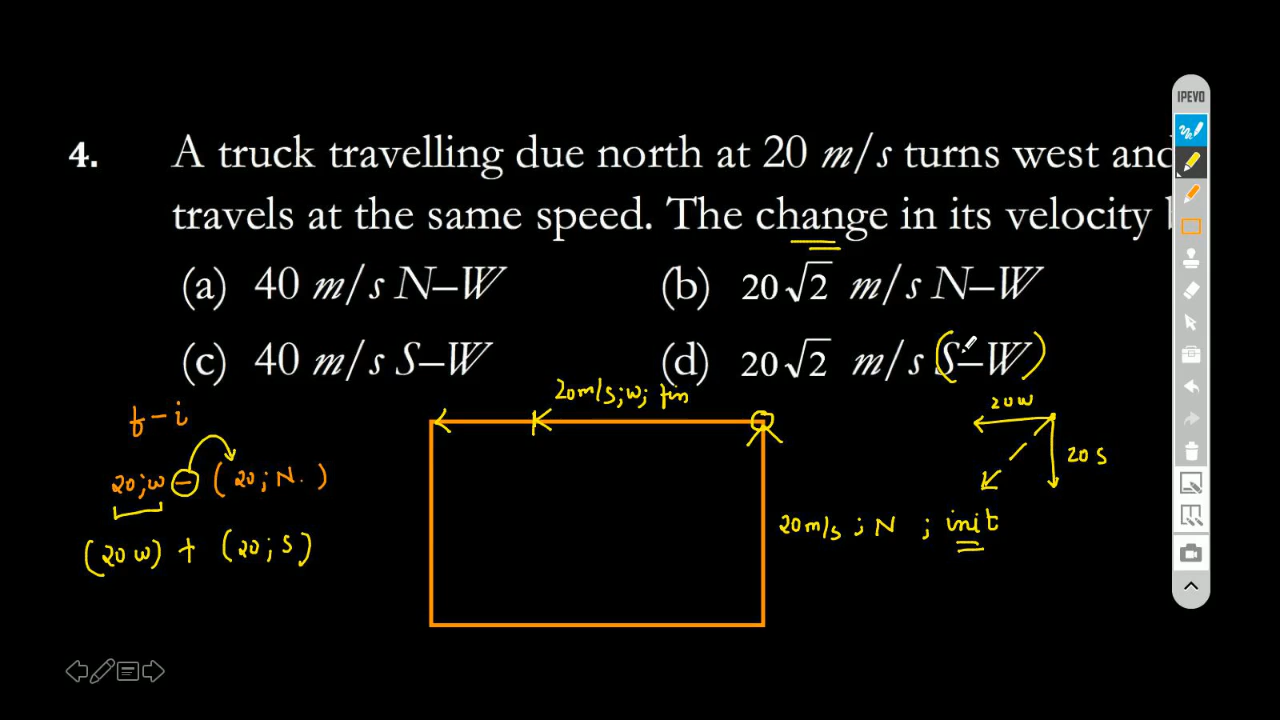 IPEVO
4. A truck travelling due north at 20 m/s turns west and
travels at the same speed. The change in its velocity
(a) 40 m/s N–W (b) 20√2 m/s N–W
(c) 40 m/s S–W (d) 20√2 m/s S–W
20m/s; w; fin
20w
f - i
20 s
20; w - (20; N.)
20m/s ; N ; init
(20 w) + (20; S)